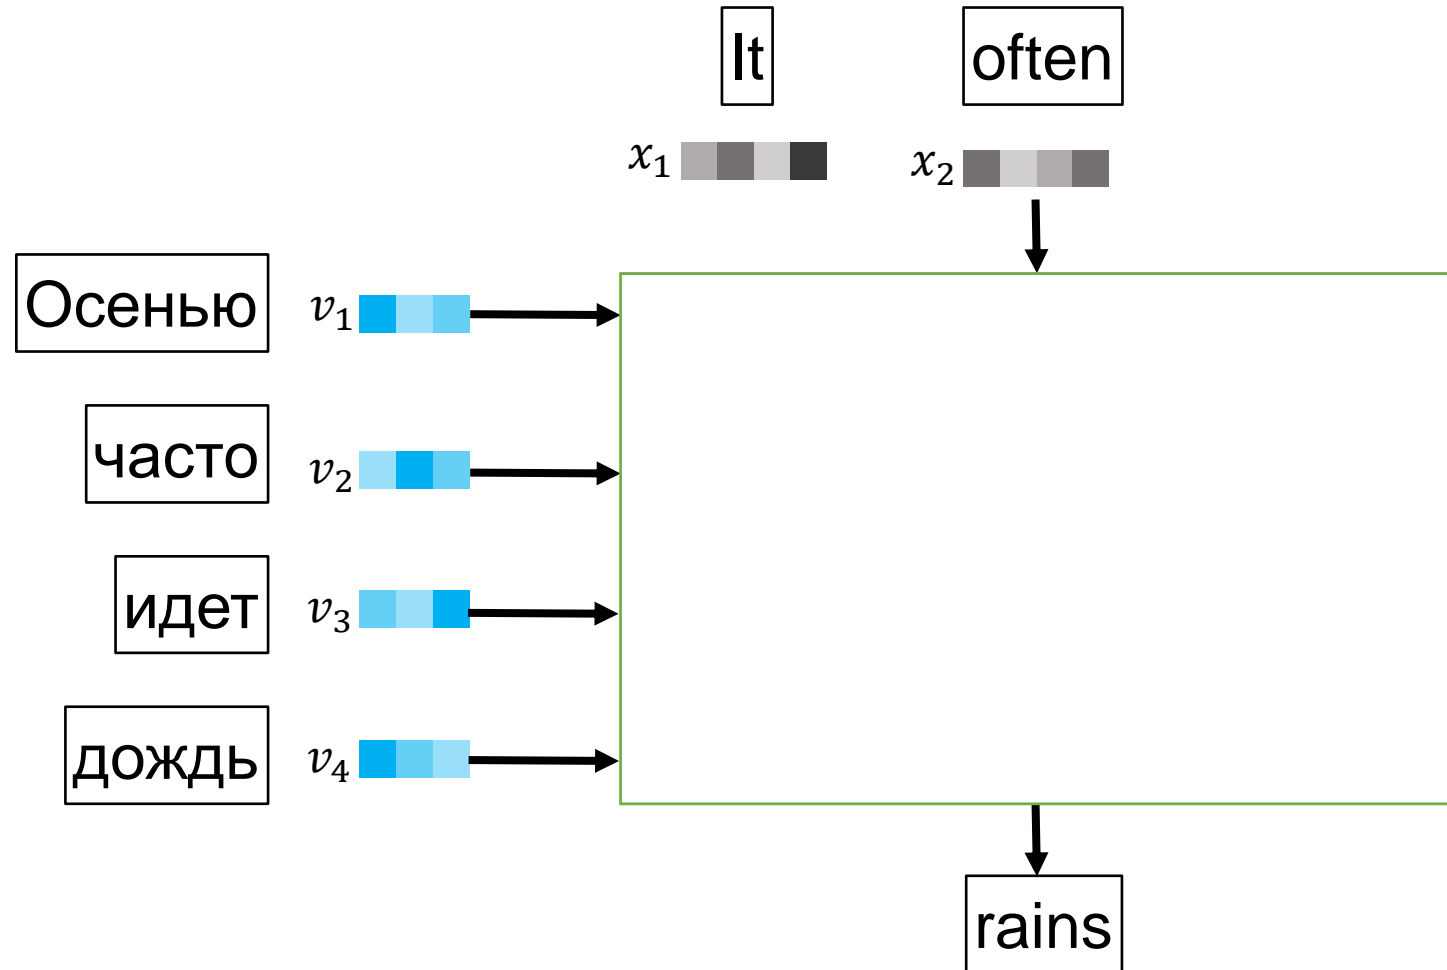 It often
x₁ x₂
Осенью v₁
часто v₂
идет v₃
дождь v₄
rains